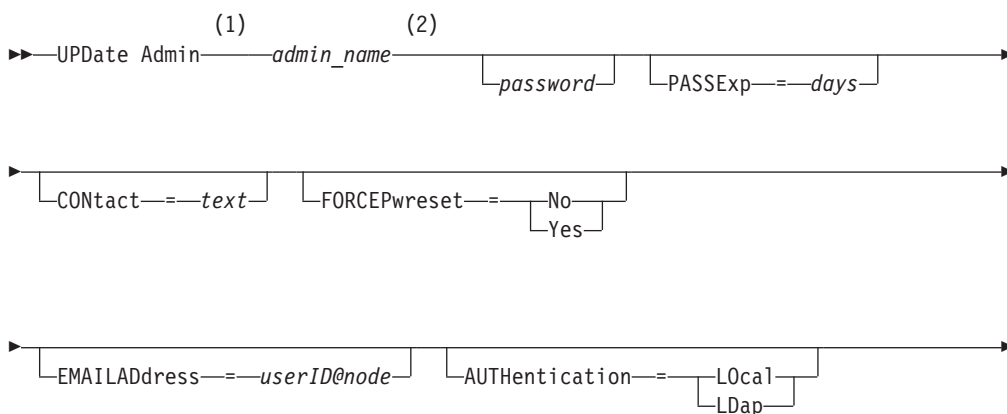 (1) (2)
UPDate Admin admin_name
password PASSExp = days
CONtact = text FORCEPwreset = No
Yes
EMAILADdress = userID@node AUTHentication = LOcal
LDap